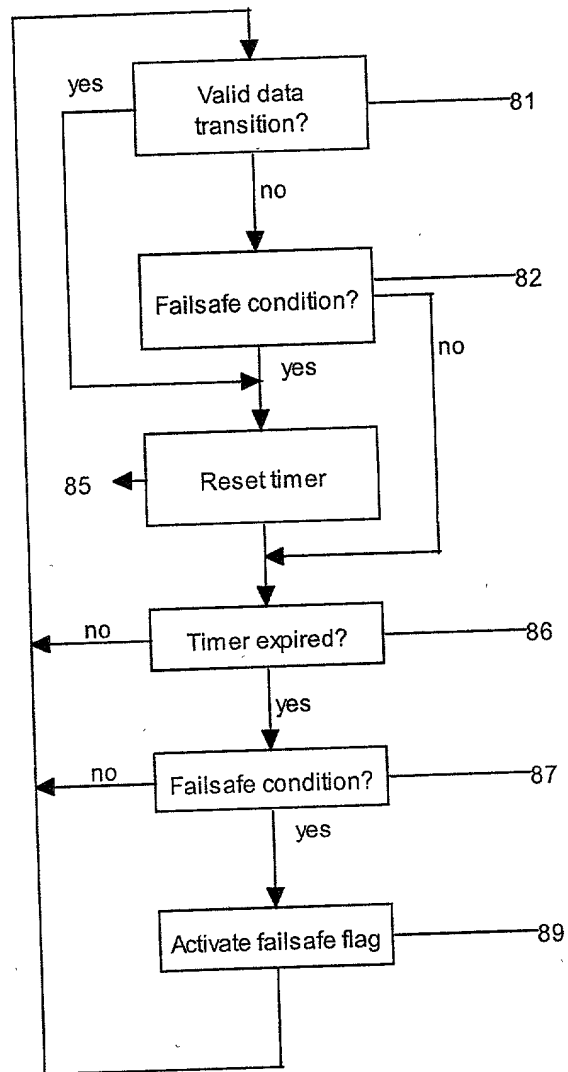 yes
Valid data
transition?
81
no
Failsafe condition?
82
no
yes
85
Reset timer
Timer expired?
86
no
yes
Failsafe condition?
87
no
yes
Activate failsafe flag
89